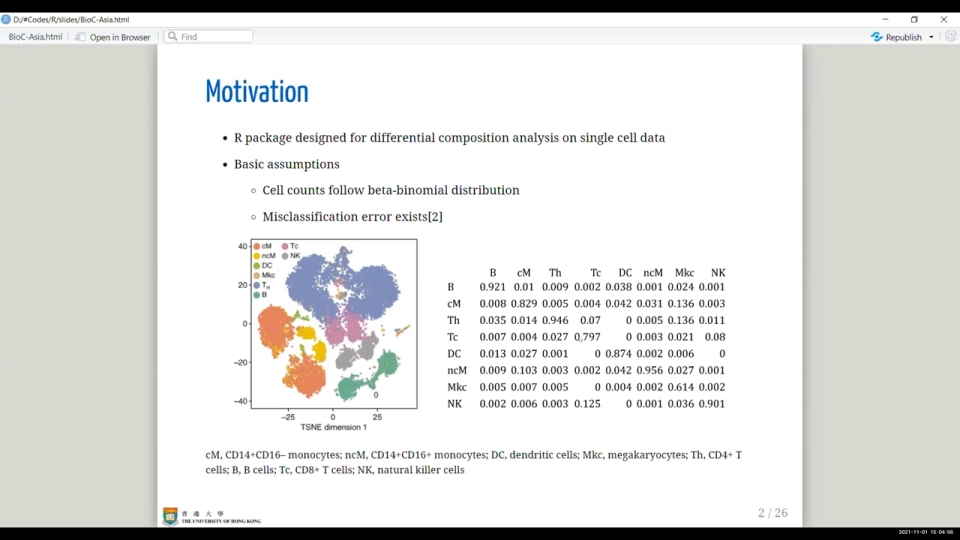 D:/#Codes/R/slides/BioC-Asia.html
BioC-Asia.html Open in Browser Find Republish
Motivation
• R package designed for differential composition analysis on single cell data
• Basic assumptions
○ Cell counts follow beta-binomial distribution
○ Misclassification error exists[2]
40
20
0
−20
−40
−25 0 25
TSNE dimension 1
cM Tc
ncM NK
DC
Mkc
TH
B
0
B cM Th Tc DC ncM Mkc NK
B 0.921 0.01 0.009 0.002 0.038 0.001 0.024 0.001
cM 0.008 0.829 0.005 0.004 0.042 0.031 0.136 0.003
Th 0.035 0.014 0.946 0.07 0 0.005 0.136 0.011
Tc 0.007 0.004 0.027 0.797 0 0.003 0.021 0.08
DC 0.013 0.027 0.001 0 0.874 0.002 0.006 0
ncM 0.009 0.103 0.003 0.002 0.042 0.956 0.027 0.001
Mkc 0.005 0.007 0.005 0 0.004 0.002 0.614 0.002
NK 0.002 0.006 0.003 0.125 0 0.001 0.036 0.901
cM, CD14+CD16– monocytes; ncM, CD14+CD16+ monocytes; DC, dendritic cells; Mkc, megakaryocytes; Th, CD4+ T
cells; B, B cells; Tc, CD8+ T cells; NK, natural killer cells
香港大學
THE UNIVERSITY OF HONG KONG
2 / 26
2021-11-01 15:04:56